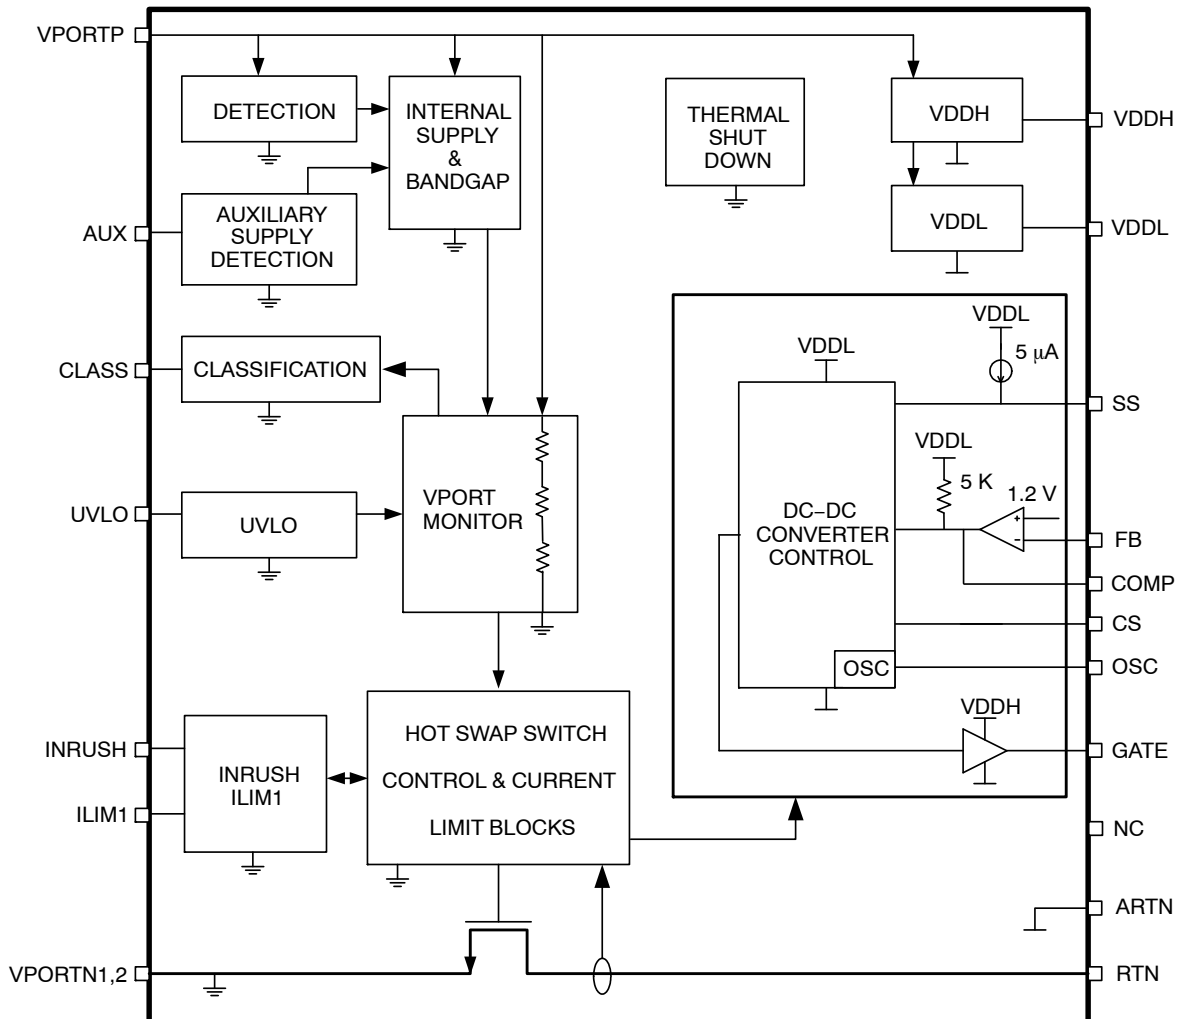 VPORTP
DETECTION
INTERNAL
SUPPLY
&
BANDGAP
THERMAL
SHUT
DOWN
VDDH
VDDH
AUX
AUXILIARY
SUPPLY
DETECTION
VDDL
VDDL
CLASS
CLASSIFICATION
VDDL
5 μA
VDDL
SS
UVLO
UVLO
VPORT
MONITOR
DC−DC
CONVERTER
CONTROL
VDDL
5 K
1.2 V
+
−
FB
COMP
CS
OSC
OSC
VDDH
GATE
INRUSH
ILIM1
INRUSH
ILIM1
HOT SWAP SWITCH
CONTROL & CURRENT
LIMIT BLOCKS
NC
ARTN
VPORTN1,2
RTN